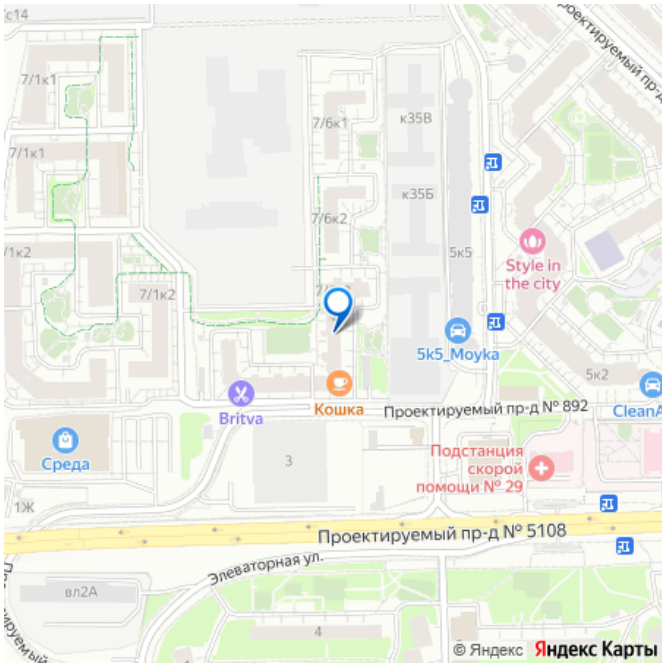 с14
Проектируемый пр-д
7/1к1
7/6к1
к35В
7/1к1
к35Б
7/6к2
5к5
Style in
the city
/1к2
7/1к2
5к5_Moyka
5к2
Кошка
Britva
Проектируемый пр-д № 892
CleanA
Среда
Подстанция
скорой
помощи № 29
3
1Ж
Проектируемый пр-д № 5108
Элеваторная ул.
вл2А
4
© Яндекс Яндекс Карты